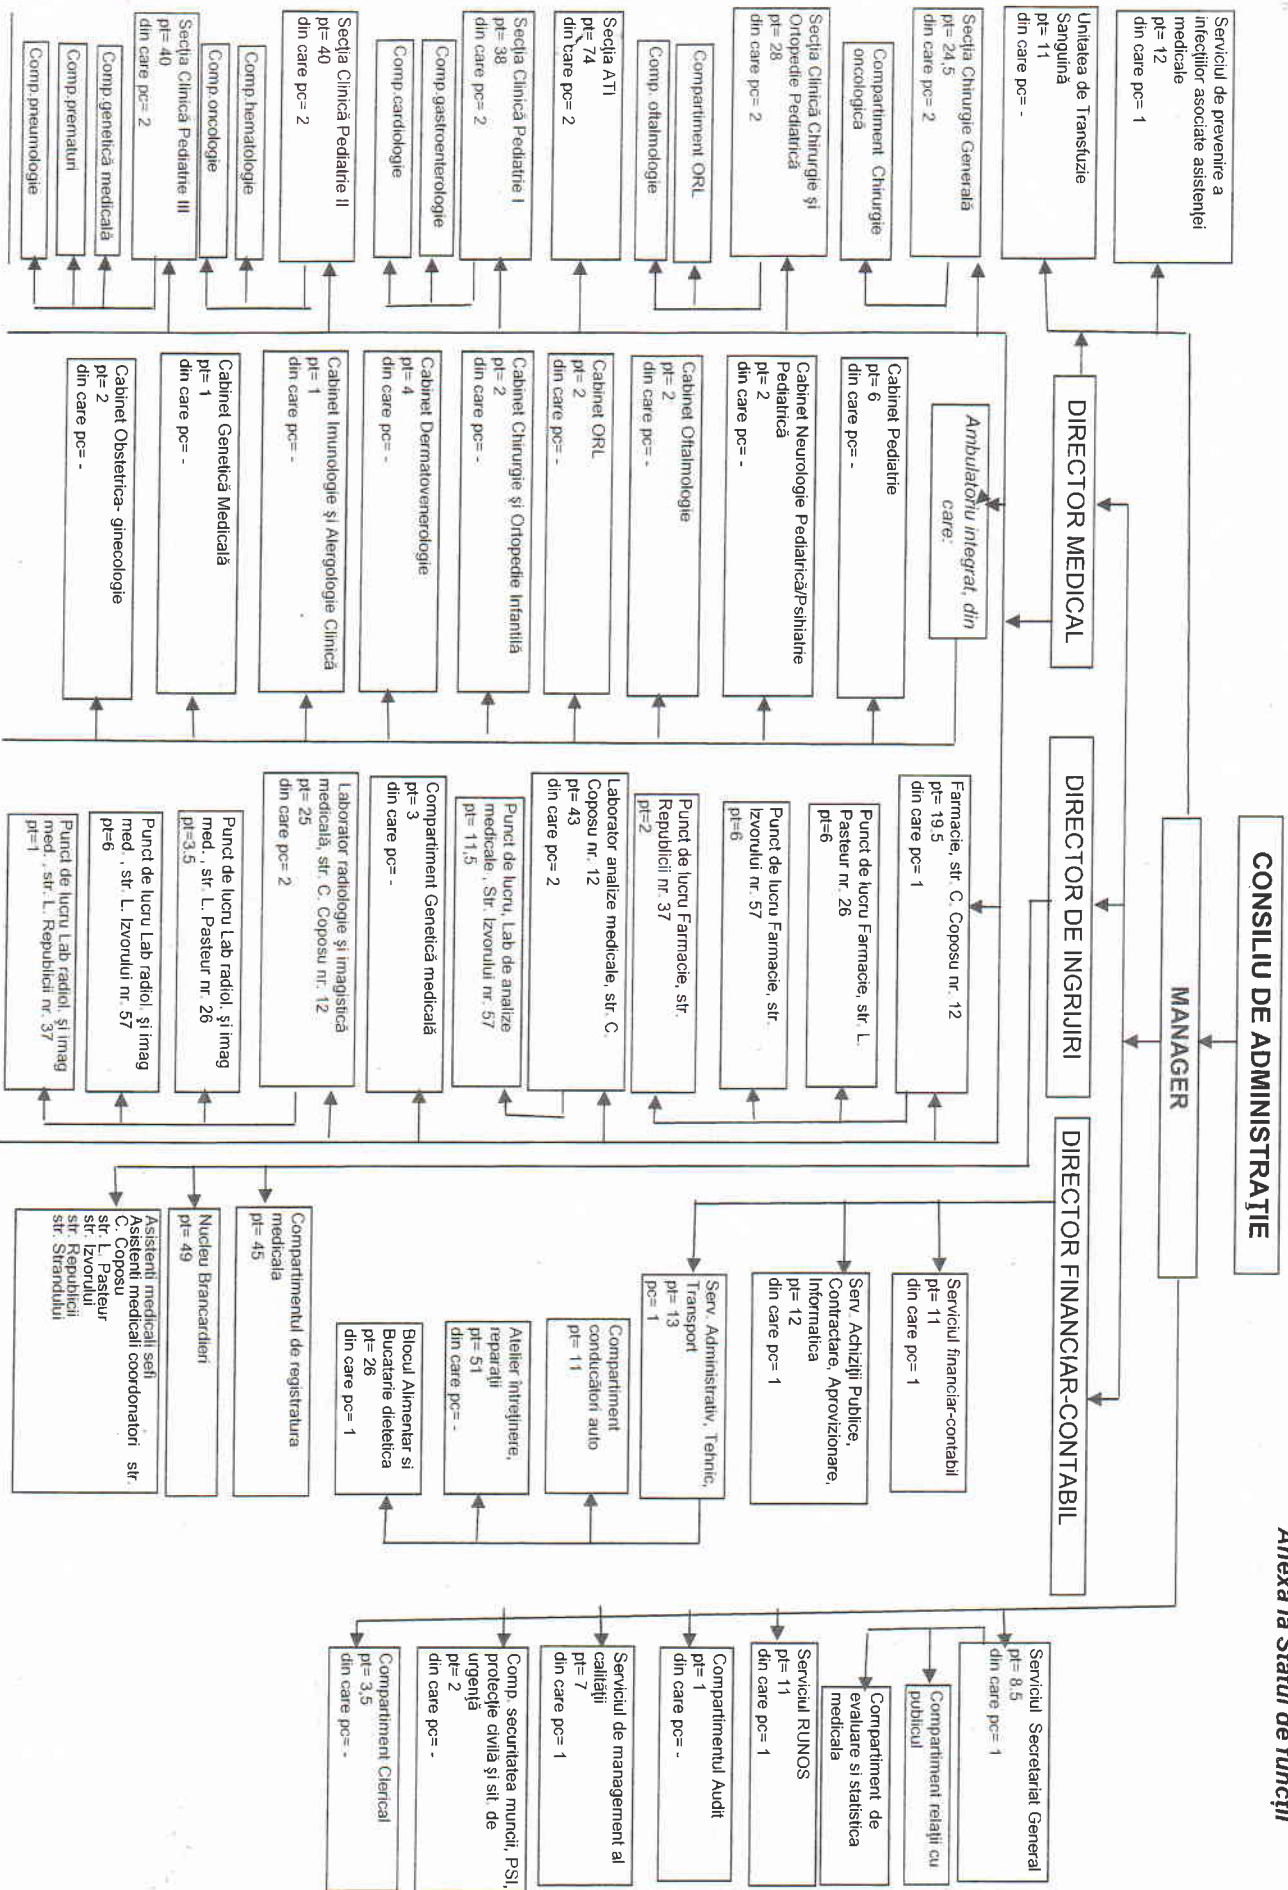 Anexa la Statul de funcții
CONSILIU DE ADMINISTRAȚIE
MANAGER
DIRECTOR MEDICAL
DIRECTOR DE INGRIJIRI
DIRECTOR FINANCIAR-CONTABIL
Serviciul de prevenire a
infecțiilor asociate asistenței
medicale
pt= 12
din care pc= 1
Unitatea de Transfuzie
Sanguină
pt= 11
din care pc= -
Secția Chirurgie Generală
pt= 24,5
din care pc= 2
Compartiment Chirurgie
oncologică
Secția Clinică Chirurgie și
Ortopedie Pediatrică
pt= 28
din care pc= 2
Compartiment ORL
Comp. oftalmologie
Secția ATI
pt= 74
din care pc= 2
Secția Clinică Pediatrie I
pt= 38
din care pc= 2
Comp.gastroenterologie
Comp.cardiologie
Secția Clinică Pediatrie II
pt= 40
din care pc= 2
Comp.hematologie
Comp.oncologie
Secția Clinică Pediatrie III
pt= 40
din care pc= 2
Comp.genetică medicală
Comp.prematuri
Comp.pneumologie
Ambulatoriu integrat, din
care:
Cabinet Pediatrie
pt= 6
din care pc= -
Cabinet Neurologie Pediatrică/Psihiatrie
Pediatrică
pt= 2
din care pc= -
Cabinet Oftalmologie
pt= 2
din care pc= -
Cabinet ORL
pt= 2
din care pc= -
Cabinet Chirurgie și Ortopedie Infantilă
pt= 2
din care pc= -
Cabinet Dermatovenerologie
pt= 4
din care pc= -
Cabinet Imunologie și Alergologie Clinică
pt= 1
din care pc= -
Cabinet Genetică Medicală
pt= 1
din care pc= -
Cabinet Obstetrica- ginecologie
pt= 2
din care pc= -
Farmacie, str. C. Coposu nr. 12
pt= 19.5
din care pc= 1
Punct de lucru Farmacie, str. L.
Pasteur nr. 26
pt=6
Punct de lucru Farmacie, str.
Izvorului nr. 57
pt=6
Punct de lucru Farmacie, str.
Republicii nr. 37
pt=2
Laborator analize medicale, str. C.
Coposu nr. 12
pt= 43
din care pc= 2
Punct de lucru, Lab de analize
medicale , Str. Izvorului nr. 57
pt= 11,5
Compartiment Genetică medicală
pt= 3
din care pc= -
Laborator radiologie și imagistică
medicală, str. C. Coposu nr. 12
pt= 25
din care pc= 2
Punct de lucru Lab radiol. și imag
med. , str. L. Pasteur nr. 26
pt=3.5
Punct de lucru Lab radiol. și imag
med. , str. L. Izvorului nr. 57
pt=6
Punct de lucru Lab radiol. și imag
med. , str. L. Republicii nr. 37
pt=1
Serviciul financiar-contabil
pt= 11
din care pc= 1
Serv. Achiziții Publice,
Contractare, Aprovizionare,
Informatica
pt= 12
din care pc= 1
Serv. Administrativ, Tehnic,
Transport
pt= 13
pc= 1
Compartiment
conducători auto
pt= 11
Atelier întreținere,
reparații
pt= 51
din care pc= -
Blocul Alimentar si
Bucatarie dietetica
pt= 26
din care pc= 1
Compartimentul de registratura
medicala
pt= 45
Nucleu Brancardieri
pt= 49
Asistenti medicali sefi
Asistenti medicali coordonatori str.
C. Coposu
str. L. Pasteur
str. Izvorului
str. Republicii
str. Strandului
Serviciul Secretariat General
pt= 8.5
din care pc= 1
Compartiment relații cu
publicul
Compartiment de
evaluare si statistica
medicala
Serviciul RUNOS
pt= 11
din care pc= 1
Compartimentul Audit
pt= 1
din care pc= -
Serviciul de management al
calității
pt= 7
din care pc= 1
Comp. securitatea muncii, PSI,
protecție civilă și sit. de
urgență
pt= 2
din care pc= -
Compartiment Clerical
pt= 3,5
din care pc= -